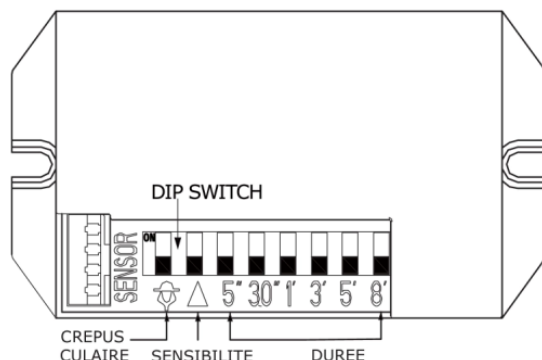 DIP SWITCH
SENSOR
ON
5" 30" 1' 3' 5' 8'
CREPUS
CULAIRE
SENSIBILITE
DUREE